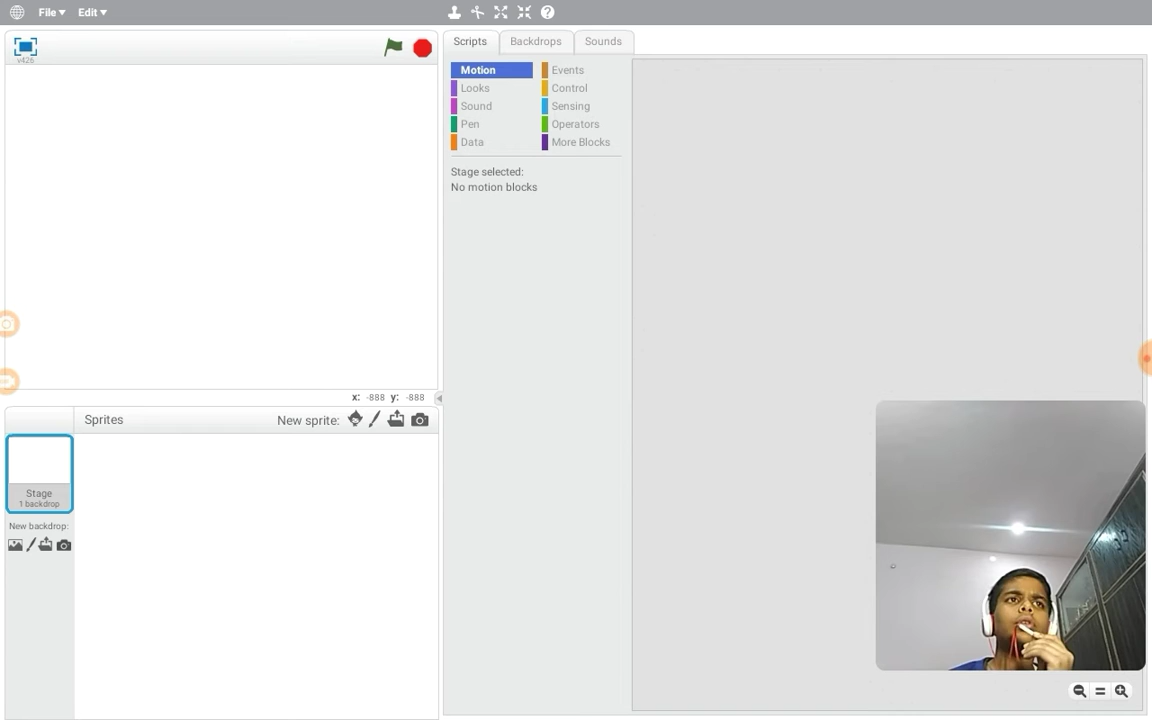 File Edit
v426
Scripts Backdrops Sounds
Motion Events
Looks Control
Sound Sensing
Pen Operators
Data More Blocks
Stage selected:
No motion blocks
x: -888 y: -888
Sprites New sprite:
Stage
1 backdrop
New backdrop: